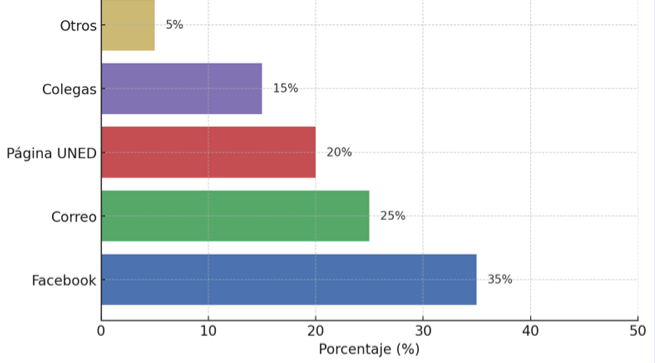 Otros 5%
Colegas 15%
Página UNED 20%
Correo 25%
Facebook 35%
0 10 20 30 40 50
Porcentaje (%)